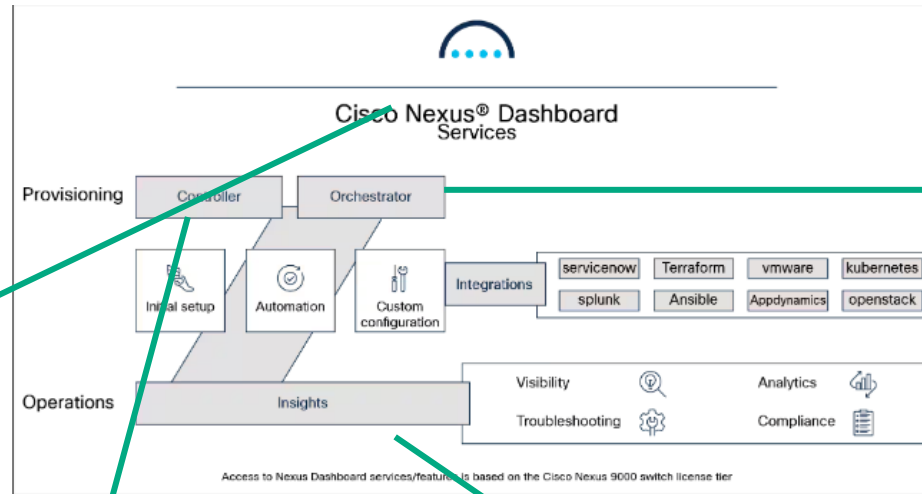 Cisco Nexus® Dashboard
Services
Provisioning
Controller
Orchestrator
Initial setup
Automation
Custom
configuration
Integrations
servicenow
Terraform
vmware
kubernetes
splunk
Ansible
Appdynamics
openstack
Operations
Insights
Visibility
Analytics
Troubleshooting
Compliance
Access to Nexus Dashboard services/features is based on the Cisco Nexus 9000 switch license tier